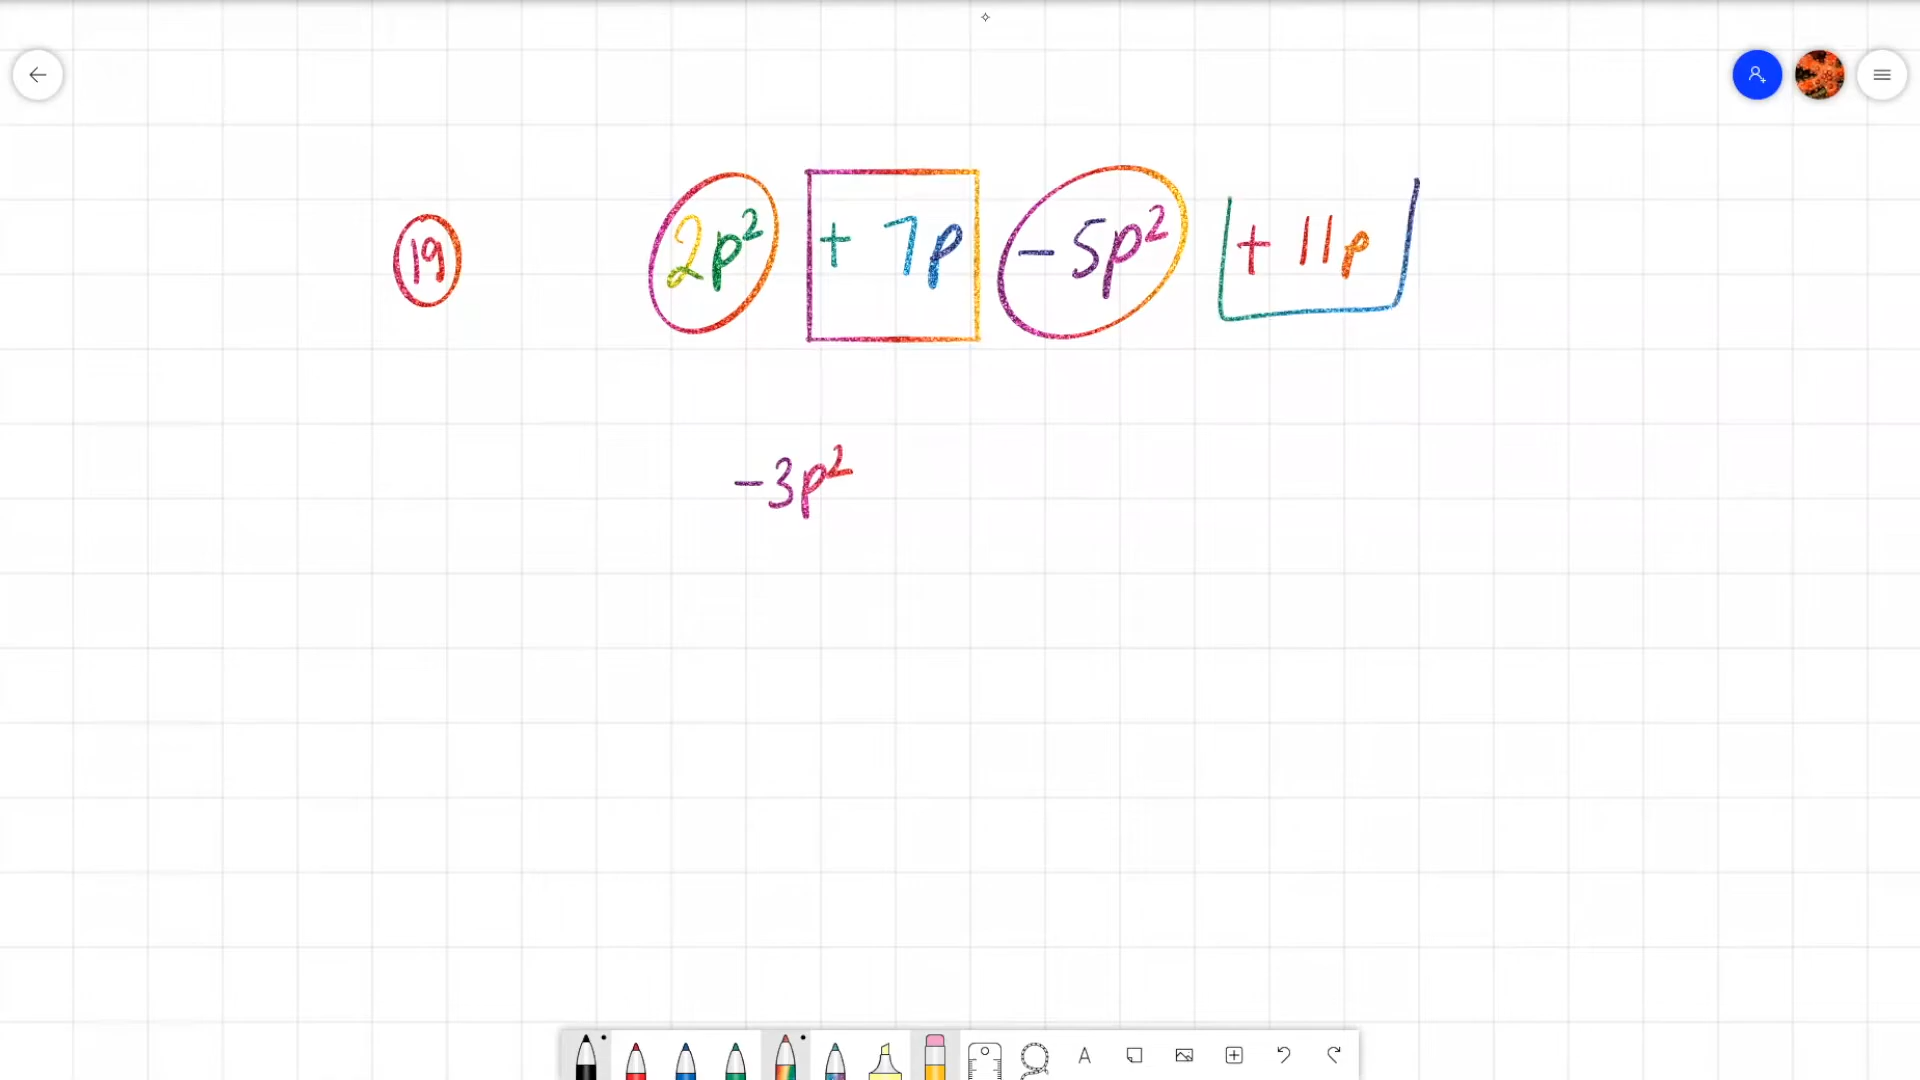 19 2p² + 7p - 5p² + 11p
-3p²